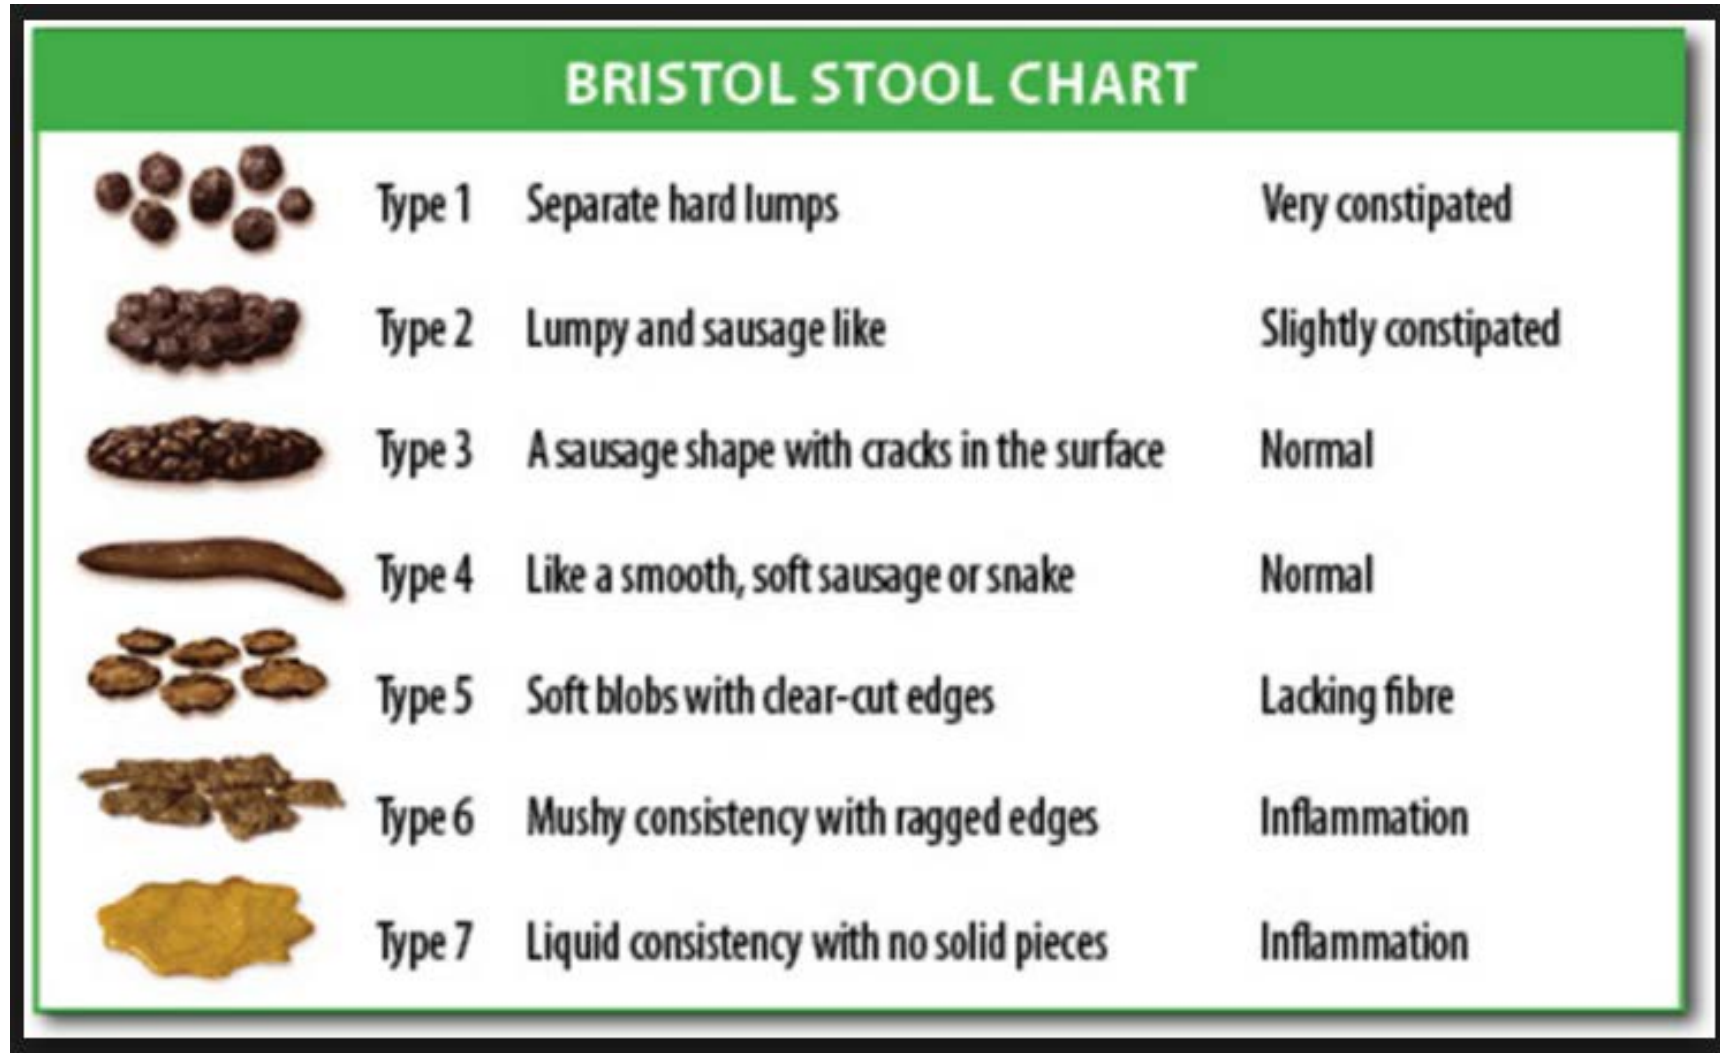 BRISTOL STOOL CHART
Type 1 Separate hard lumps Very constipated
Type 2 Lumpy and sausage like Slightly constipated
Type 3 A sausage shape with cracks in the surface Normal
Type 4 Like a smooth, soft sausage or snake Normal
Type 5 Soft blobs with clear-cut edges Lacking fibre
Type 6 Mushy consistency with ragged edges Inflammation
Type 7 Liquid consistency with no solid pieces Inflammation